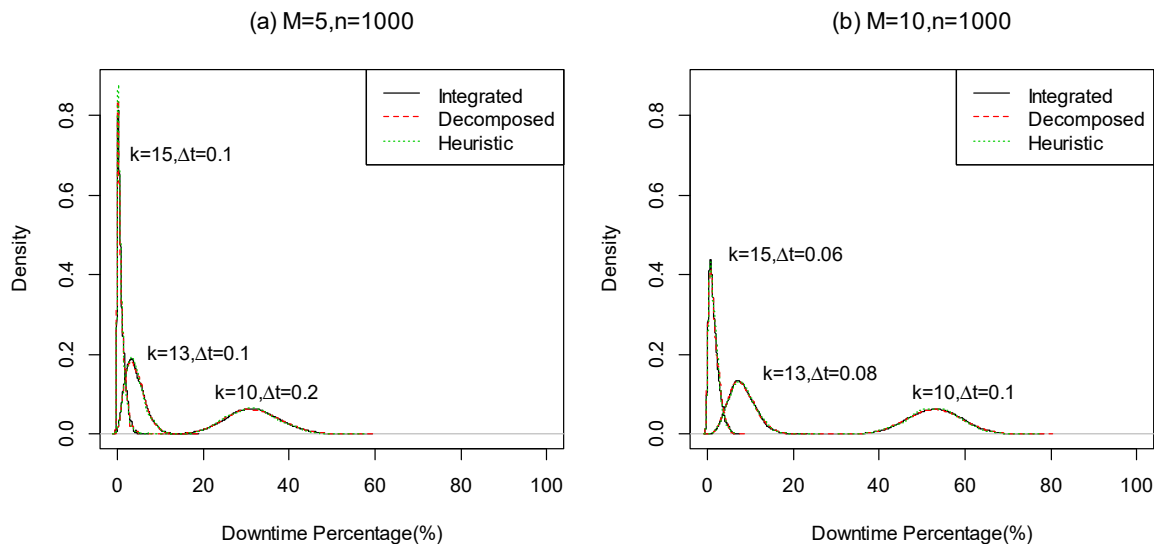 (a) M=5,n=1000
Integrated
Decomposed
Heuristic
k=15,Δt=0.1
k=13,Δt=0.1
k=10,Δt=0.2
Density
0.0
0.2
0.4
0.6
0.8
0 20 40 60 80 100
Downtime Percentage(%)
(b) M=10,n=1000
Integrated
Decomposed
Heuristic
k=15,Δt=0.06
k=13,Δt=0.08
k=10,Δt=0.1
Density
0.0
0.2
0.4
0.6
0.8
0 20 40 60 80 100
Downtime Percentage(%)